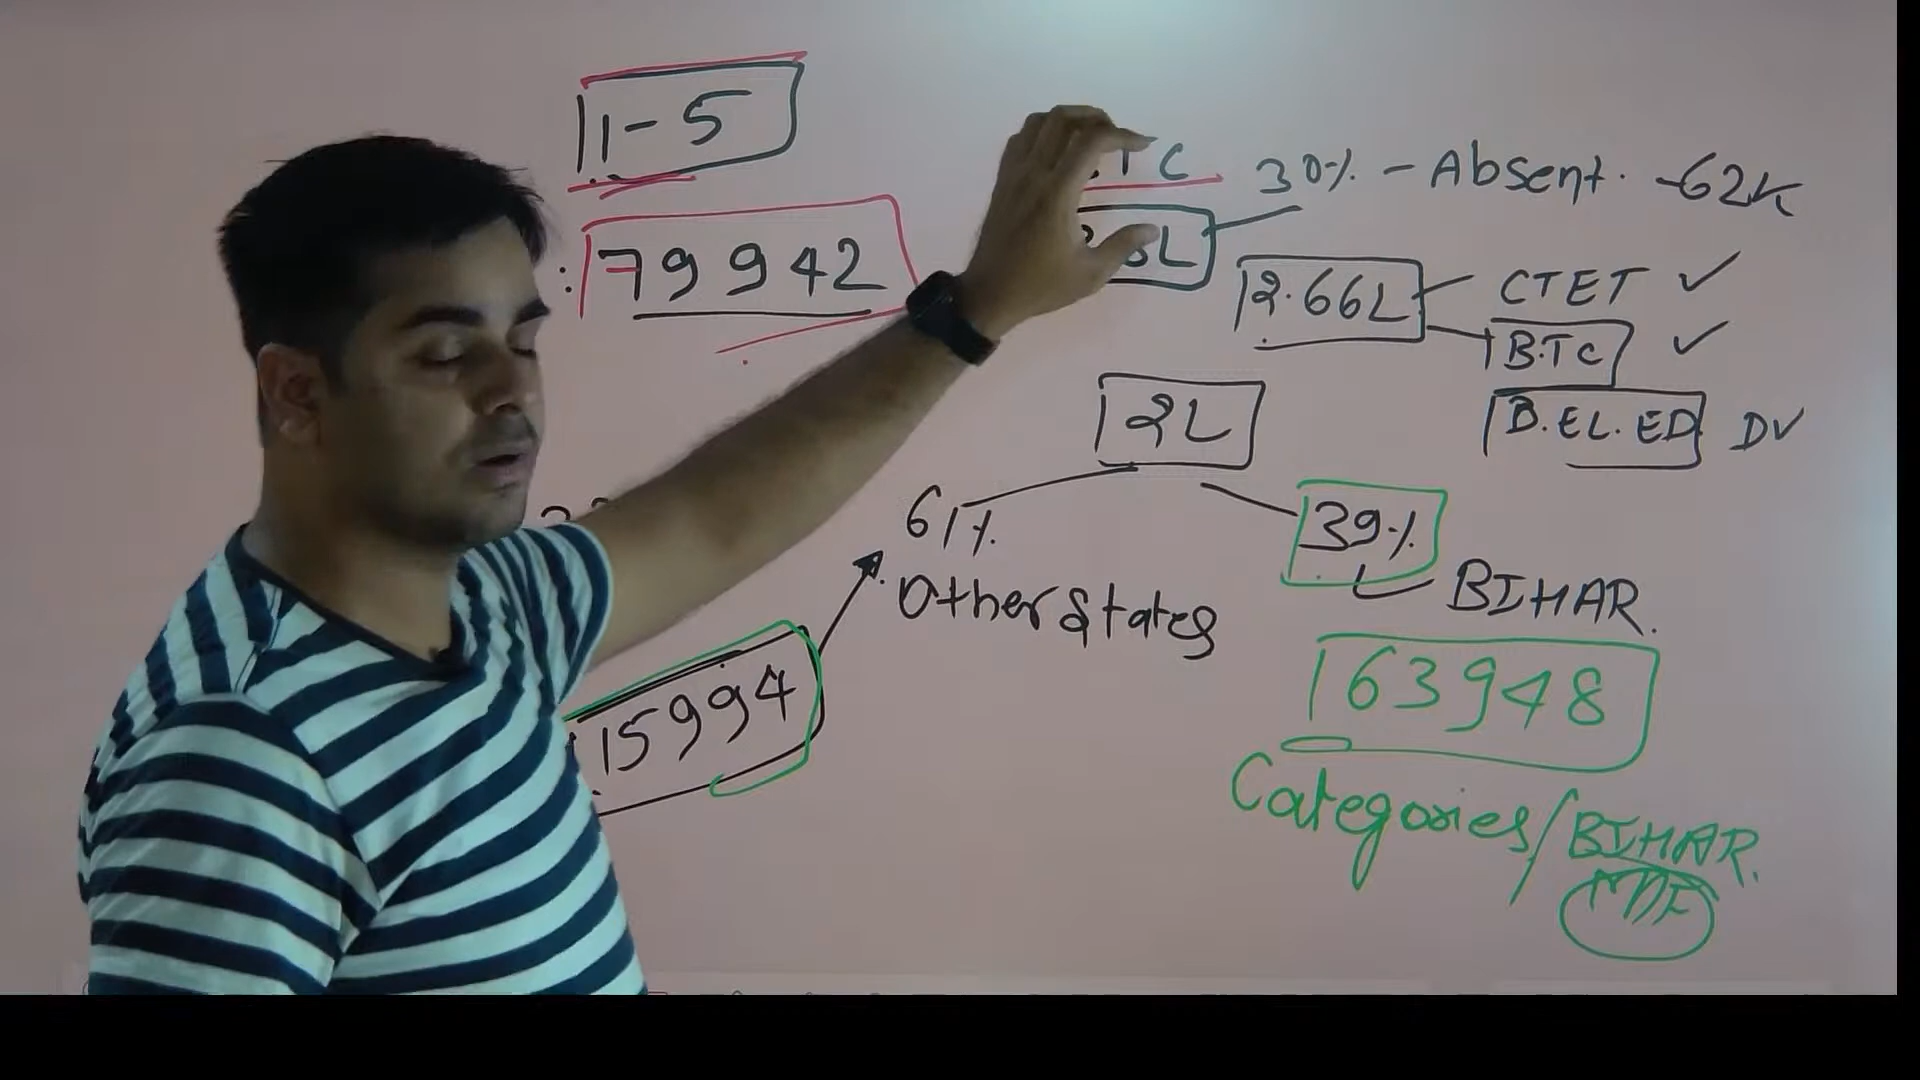 1-5
79942
TC 30% - Absent. -62K
2.66L
CTET ✓
B.TC ✓
B.EL.ED DV
2L
61% Other States
39%
BIHAR.
15994
63948
Categories/BIHAR.